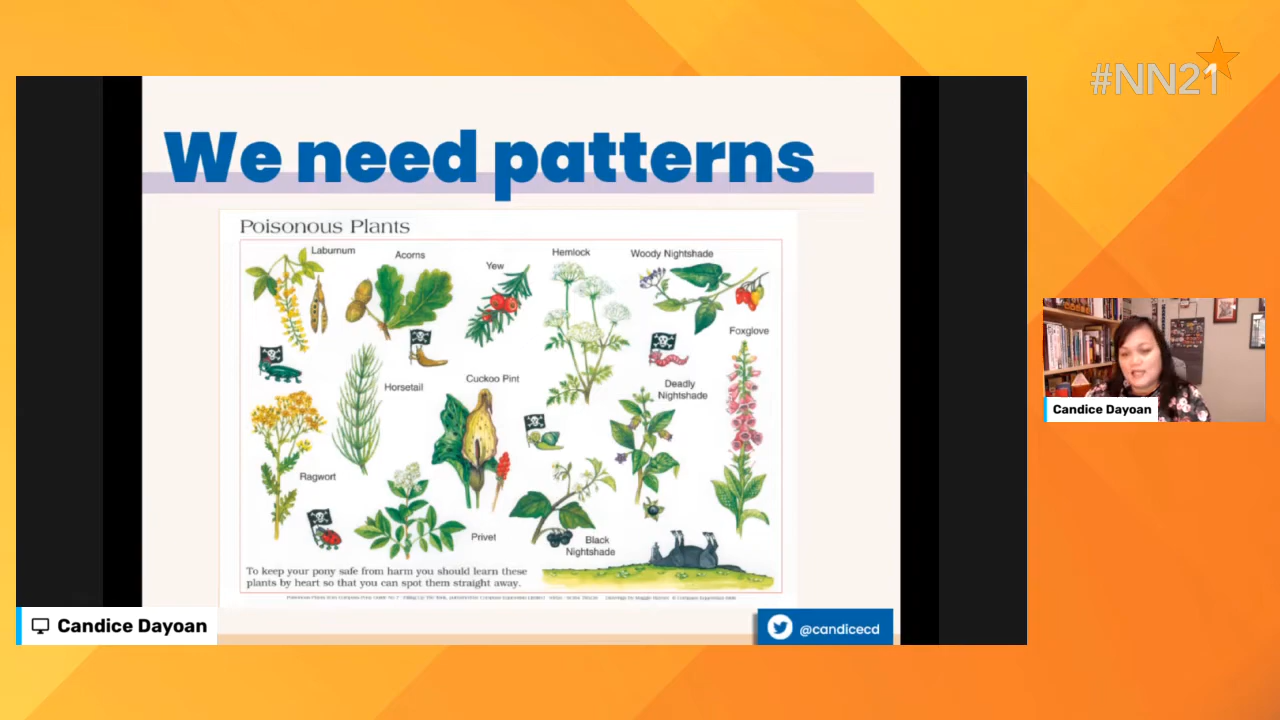 #NN21
We need patterns
Poisonous Plants
Laburnum
Acorns
Yew
Hemlock
Woody Nightshade
Foxglove
Horsetail
Cuckoo Pint
Deadly
Nightshade
Ragwort
Privet
Black
Nightshade
To keep your pony safe from harm you should learn these
plants by heart so that you can spot them straight away.
Candice Dayoan
@candicecd
Candice Dayoan